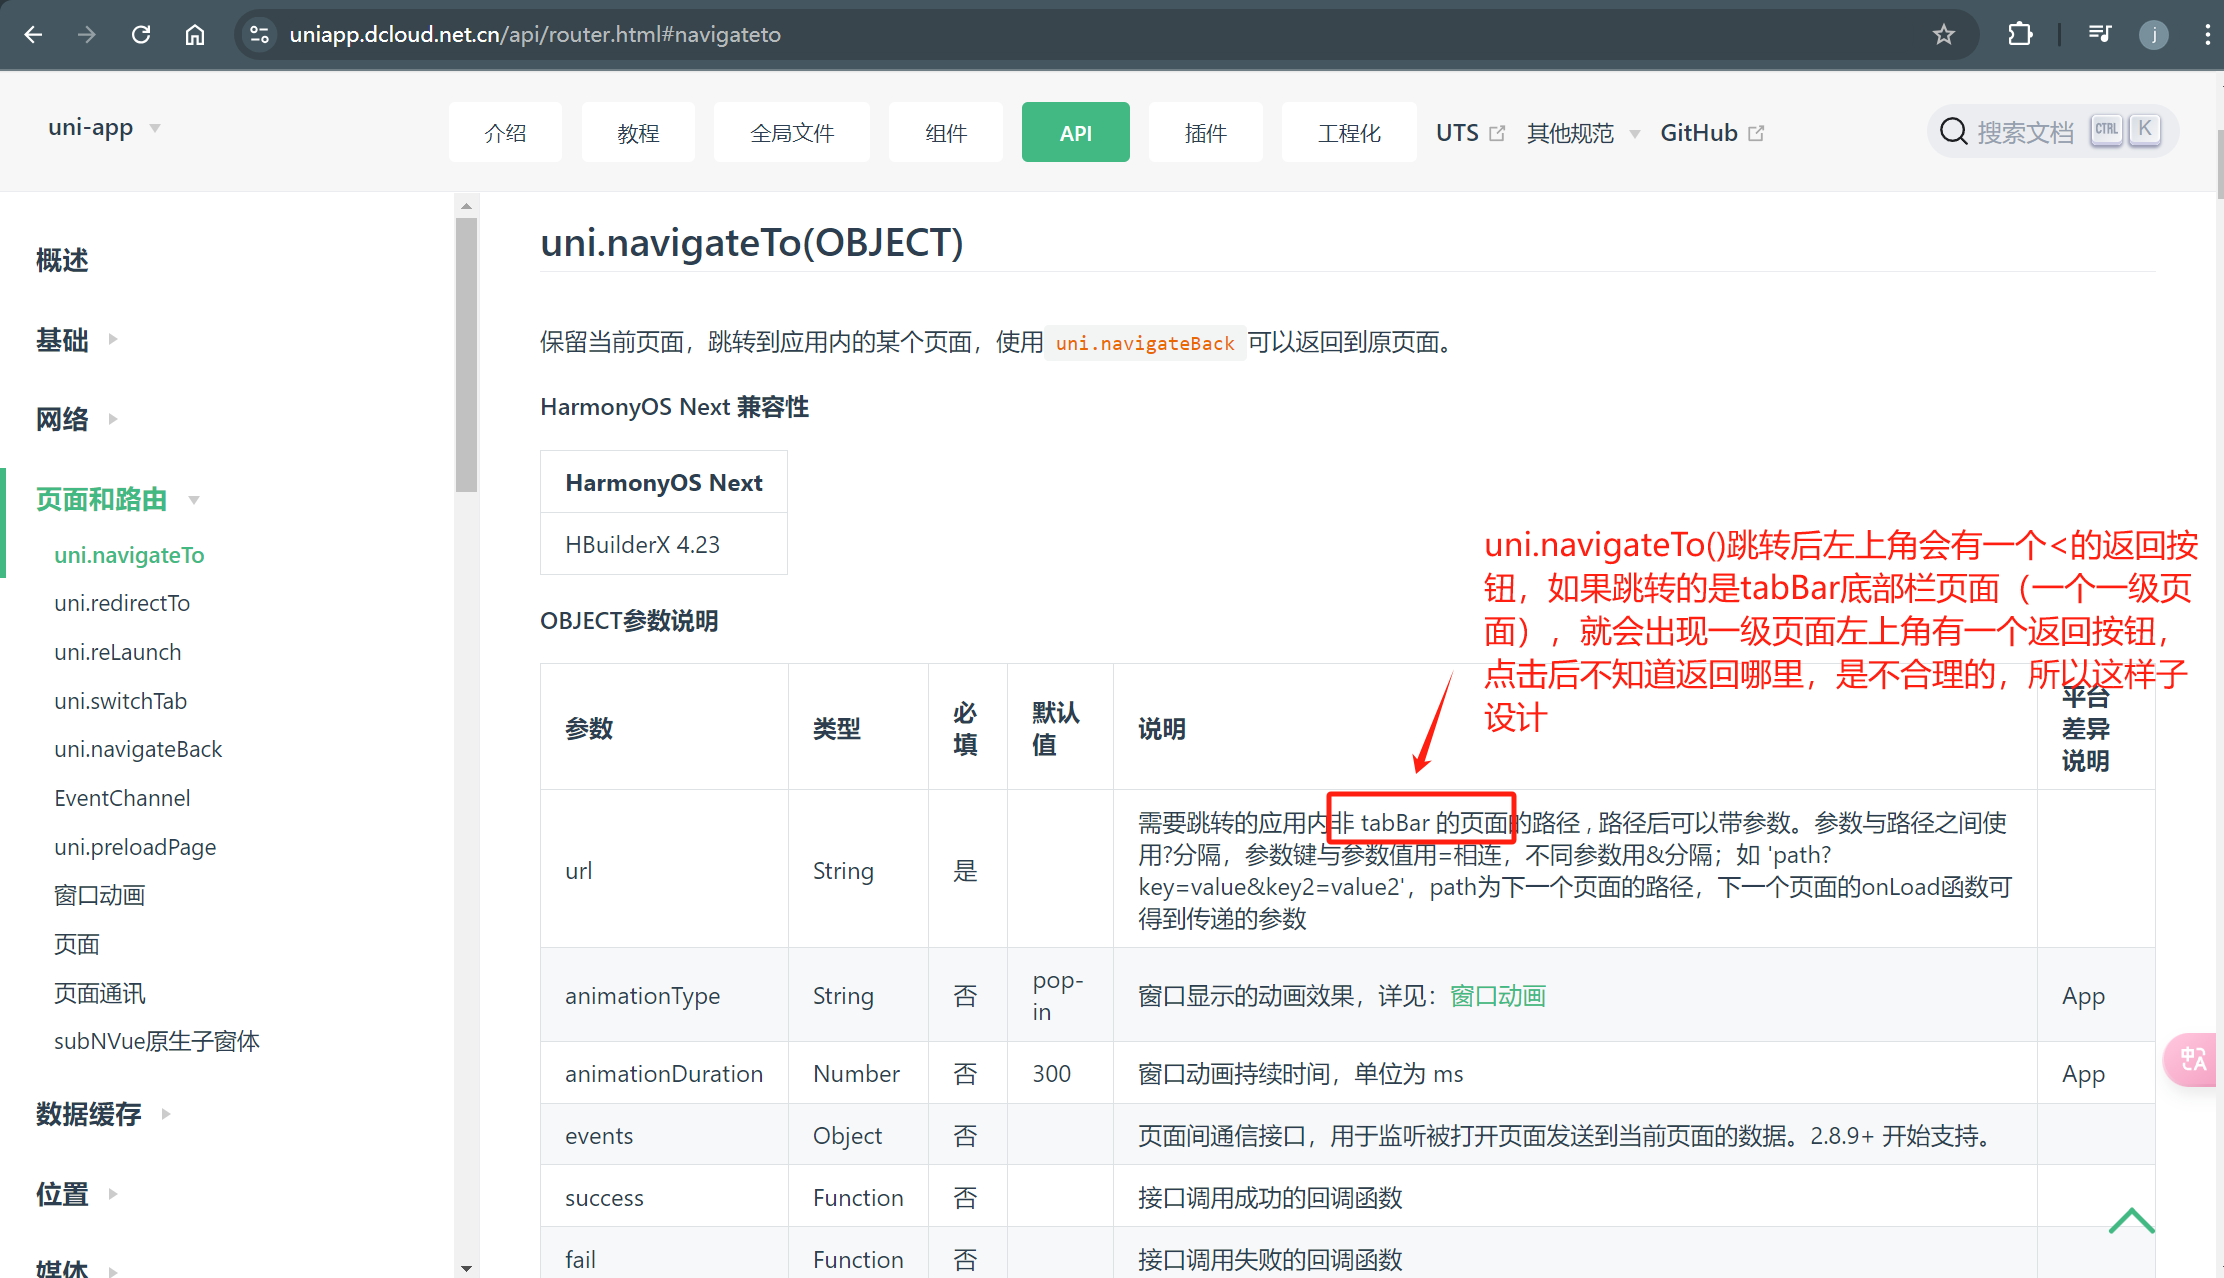 uniapp.dcloud.net.cn/api/router.html#navigateto
j
uni-app
介绍
教程
全局文件
组件
API
插件
工程化
UTS
其他规范
GitHub
搜索文档
CTRL
K
概述
基础
网络
页面和路由
uni.navigateTo
uni.redirectTo
uni.reLaunch
uni.switchTab
uni.navigateBack
EventChannel
uni.preloadPage
窗口动画
页面
页面通讯
subNVue原生子窗体
数据缓存
位置
媒体
uni.navigateTo(OBJECT)
保留当前页面，跳转到应用内的某个页面，使用 uni.navigateBack 可以返回到原页面。
HarmonyOS Next 兼容性
HarmonyOS Next
HBuilderX 4.23
uni.navigateTo()跳转后左上角会有一个<的返回按
钮，如果跳转的是tabBar底部栏页面（一个一级页
面），就会出现一级页面左上角有一个返回按钮，
点击后不知道返回哪里，是不合理的，所以这样子
设计
OBJECT参数说明
参数
类型
必
填
默认
值
说明
平台
差异
说明
url
String
是
需要跳转的应用内非 tabBar 的页面的路径 , 路径后可以带参数。参数与路径之间使
用?分隔，参数键与参数值用=相连，不同参数用&分隔；如 'path?
key=value&key2=value2'，path为下一个页面的路径，下一个页面的onLoad函数可
得到传递的参数
animationType
String
否
pop-
in
窗口显示的动画效果，详见：窗口动画
App
animationDuration
Number
否
300
窗口动画持续时间，单位为 ms
App
events
Object
否
页面间通信接口，用于监听被打开页面发送到当前页面的数据。2.8.9+ 开始支持。
success
Function
否
接口调用成功的回调函数
fail
Function
否
接口调用失败的回调函数
中
A